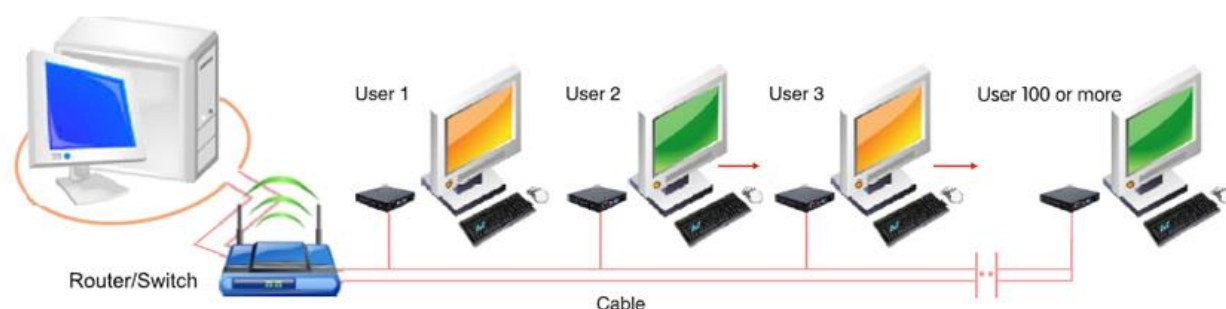 User 1
User 2
User 3
User 100 or more
Router/Switch
Cable